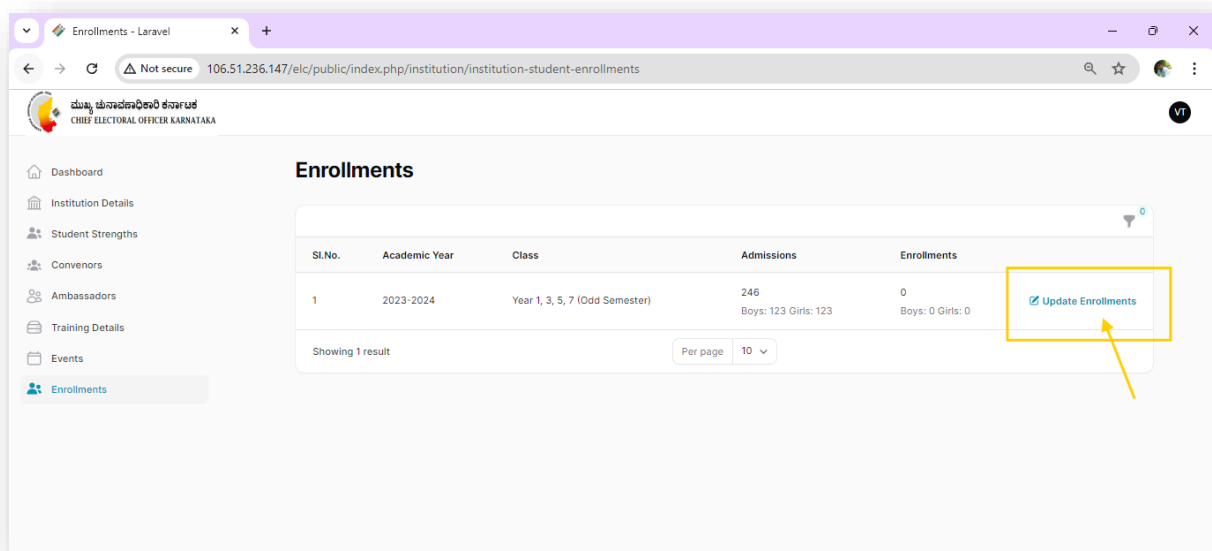 Enrollments - Laravel
Not secure 106.51.236.147/elc/public/index.php/institution/institution-student-enrollments
ಮುಖ್ಯ ಚುನಾವಣಾಧಿಕಾರಿ ಕರ್ನಾಟಕ
CHIEF ELECTORAL OFFICER KARNATAKA
VT
Dashboard
Institution Details
Student Strengths
Convenors
Ambassadors
Training Details
Events
Enrollments
Enrollments
0
SI.No. Academic Year Class Admissions Enrollments
1 2023-2024 Year 1, 3, 5, 7 (Odd Semester) 246 0 Update Enrollments
Boys: 123 Girls: 123 Boys: 0 Girls: 0
Showing 1 result Per page 10